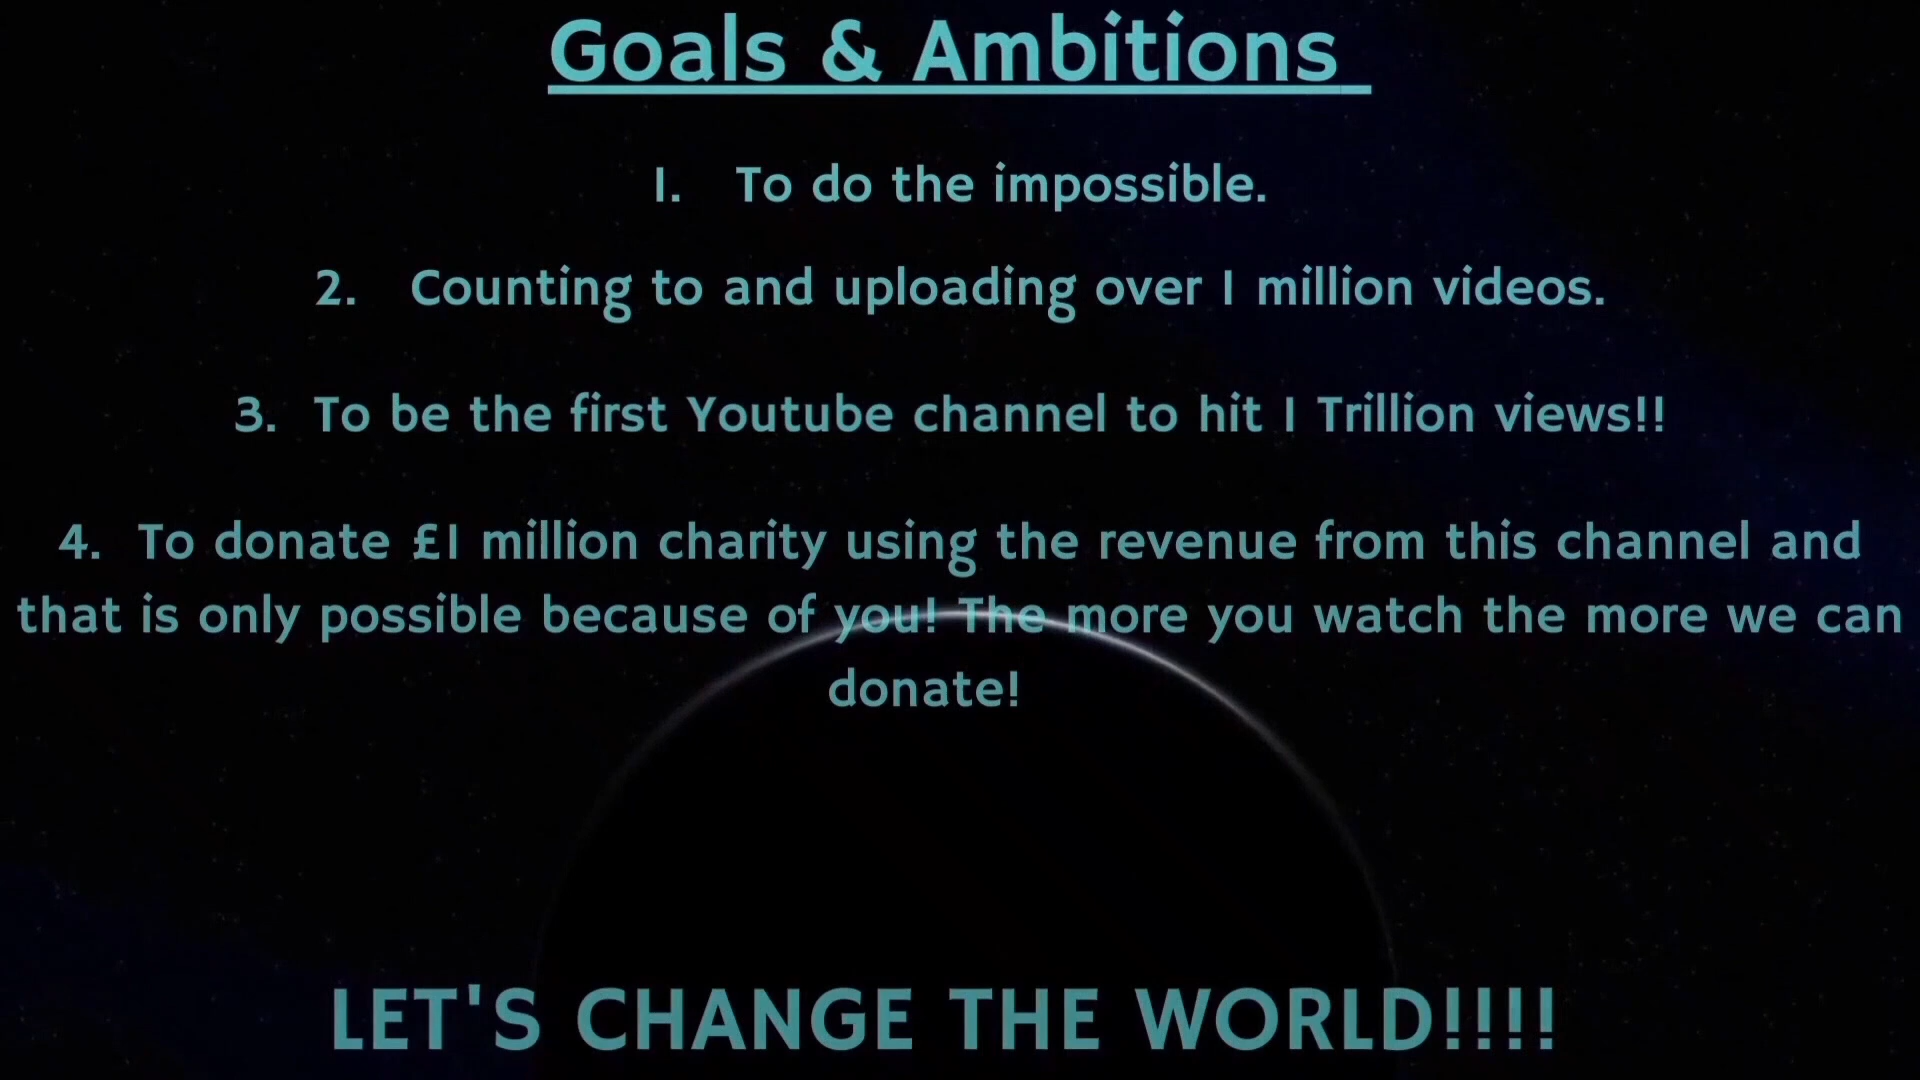 Goals & Ambitions
1. To do the impossible.
2. Counting to and uploading over 1 million videos.
3. To be the first Youtube channel to hit 1 Trillion views!!
4. To donate £1 million charity using the revenue from this channel and
that is only possible because of you! The more you watch the more we can
donate!
LET'S CHANGE THE WORLD!!!!